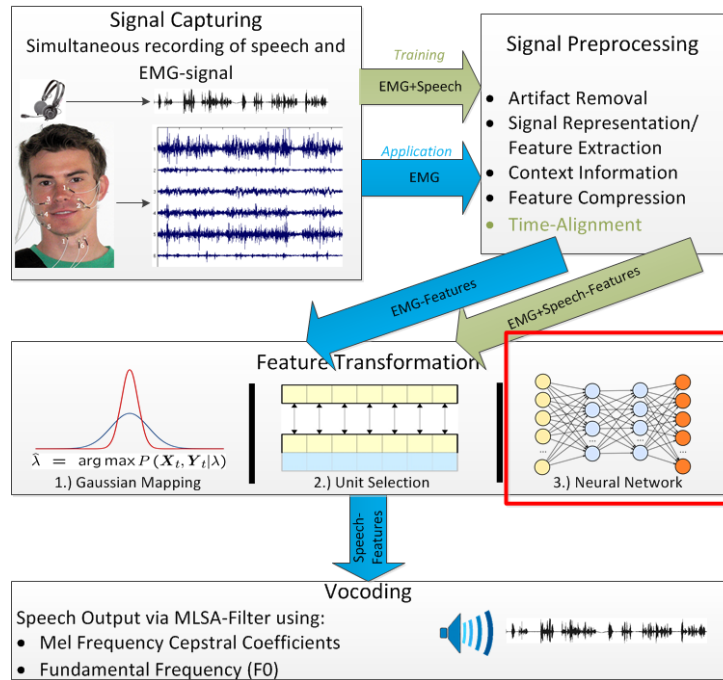 Signal Capturing
Simultaneous recording of speech and
EMG-signal
Training
EMG+Speech
Application
EMG
Signal Preprocessing
• Artifact Removal
• Signal Representation/
Feature Extraction
• Context Information
• Feature Compression
• Time-Alignment
EMG-Features
EMG+Speech-Features
Feature Transformation
λ̂ = arg max P(Xₜ, Yₜ|λ)
1.) Gaussian Mapping
2.) Unit Selection
...
...
...
3.) Neural Network
Speech-
Features
Vocoding
Speech Output via MLSA-Filter using:
• Mel Frequency Cepstral Coefficients
• Fundamental Frequency (F0)